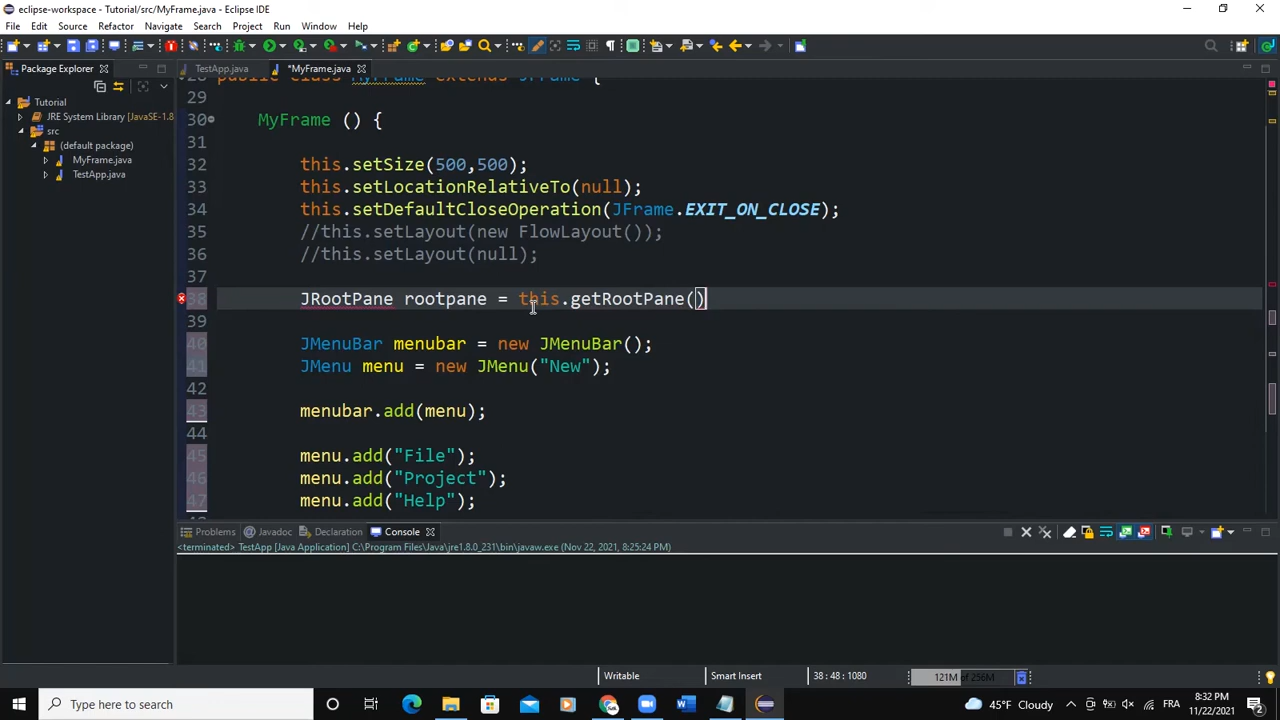 eclipse-workspace - Tutorial/src/MyFrame.java - Eclipse IDE
File Edit Source Refactor Navigate Search Project Run Window Help
Package Explorer
TestApp.java *MyFrame.java
Tutorial
JRE System Library [JavaSE-1.8
src
(default package)
MyFrame.java
TestApp.java
28 public class MyFrame extends JFrame {
29
30 MyFrame () {
31
32 this.setSize(500,500);
33 this.setLocationRelativeTo(null);
34 this.setDefaultCloseOperation(JFrame.EXIT_ON_CLOSE);
35 //this.setLayout(new FlowLayout());
36 //this.setLayout(null);
37
38 JRootPane rootpane = this.getRootPane()
39
40 JMenuBar menubar = new JMenuBar();
41 JMenu menu = new JMenu("New");
42
43 menubar.add(menu);
44
45 menu.add("File");
46 menu.add("Project");
47 menu.add("Help");
Problems Javadoc Declaration Console
<terminated> TestApp [Java Application] C:\Program Files\Java\jre1.8.0_231\bin\javaw.exe (Nov 22, 2021, 8:25:24 PM)
Writable Smart Insert 38 : 48 : 1080 121M of 256M
Type here to search 45°F Cloudy FRA 8:32 PM
11/22/2021 2